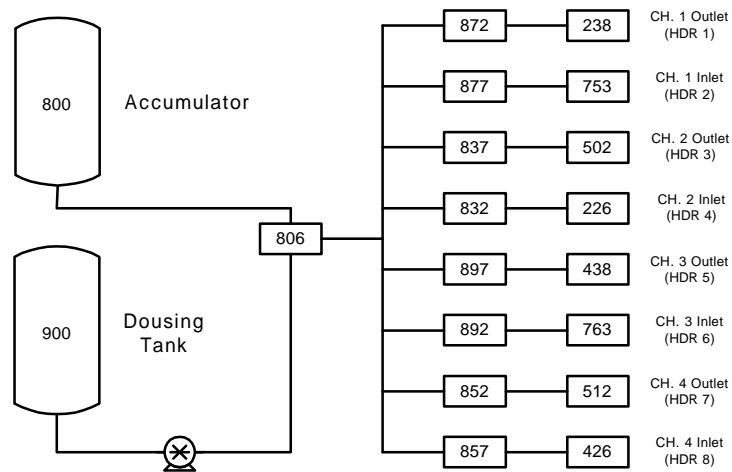 872
238
CH. 1 Outlet
(HDR 1)
877
753
CH. 1 Inlet
(HDR 2)
800
Accumulator
837
502
CH. 2 Outlet
(HDR 3)
832
226
CH. 2 Inlet
(HDR 4)
806
897
438
CH. 3 Outlet
(HDR 5)
900
Dousing
Tank
892
763
CH. 3 Inlet
(HDR 6)
852
512
CH. 4 Outlet
(HDR 7)
857
426
CH. 4 Inlet
(HDR 8)